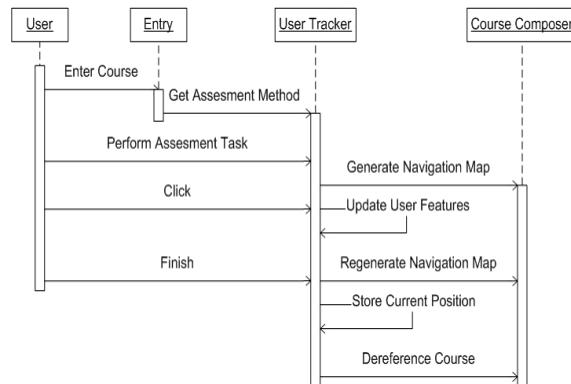 User
Entry
User Tracker
Course Composer
Enter Course
Get Assesment Method
Perform Assesment Task
Generate Navigation Map
Click
Update User Features
Finish
Regenerate Navigation Map
Store Current Position
Dereference Course